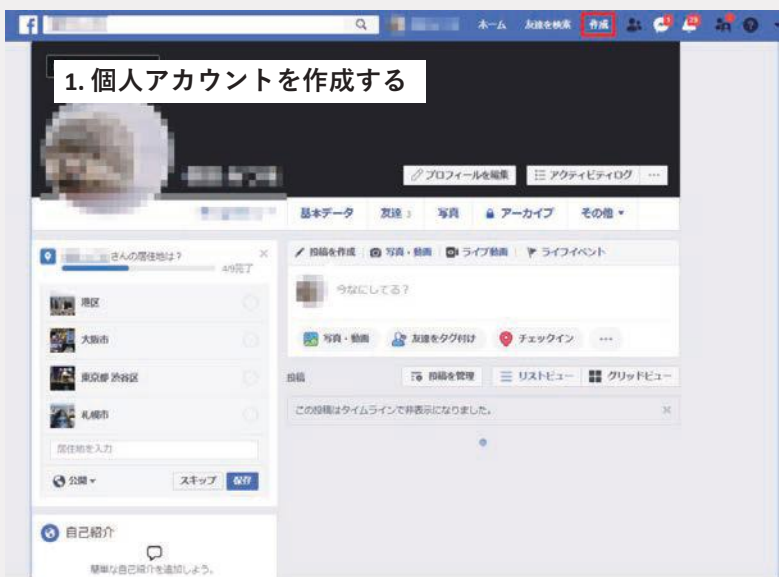 f
ホーム 友達を検索 作成
1. 個人アカウントを作成する
プロフィールを編集 アクティビティログ ...
基本データ 友達 3 写真 アーカイブ その他
さんの居住地は?
4/9完了
港区
大阪市
東京都 渋谷区
札幌市
居住地を入力
公開 スキップ 保存
自己紹介
簡単な自己紹介を追加しよう。
投稿を作成 写真・動画 ライブ動画 ライフイベント
今なにしてる?
写真・動画 友達をタグ付け チェックイン ...
投稿 投稿を管理 リストビュー グリッドビュー
この投稿はタイムラインで非表示になりました。